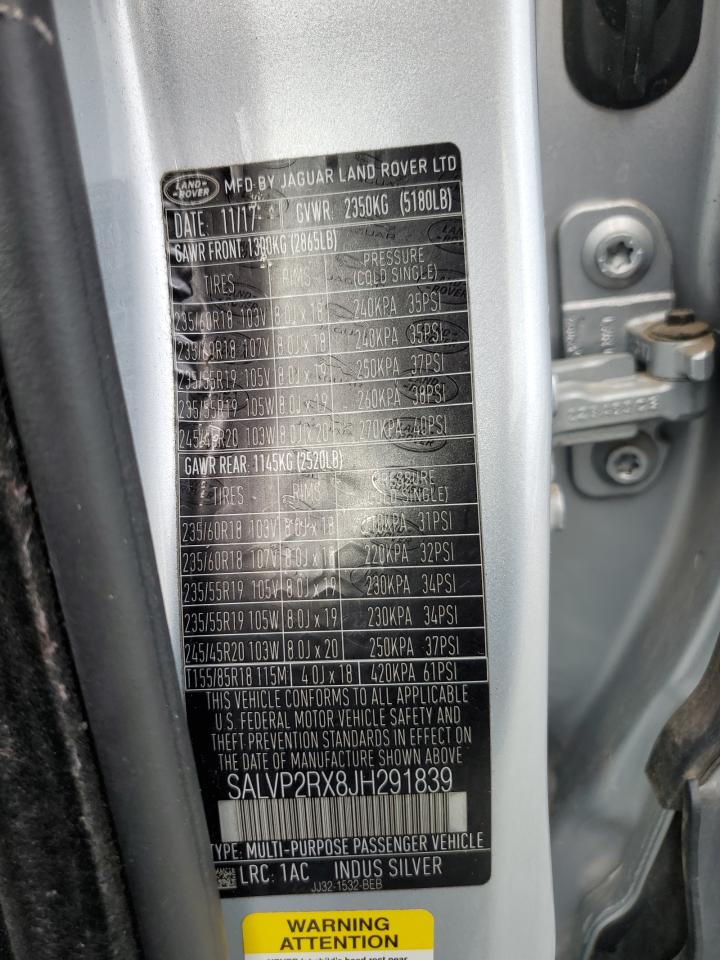 LAND ROVER MFD BY JAGUAR LAND ROVER LTD
DATE: 11/17 GVWR: 2350KG (5180LB)
GAWR FRONT: 1300KG (2865LB)
TIRES RIMS PRESSURE (COLD SINGLE)
235/60R18 103V 8.0J x 18 240KPA 35PSI
235/60R18 107V 8.0J x 18 240KPA 35PSI
235/55R19 105V 8.0J x 19 250KPA 37PSI
235/55R19 105W 8.0J x 19 260KPA 38PSI
245/45R20 103W 8.0J x 20 270KPA 40PSI
GAWR REAR: 1145KG (2520LB)
TIRES RIMS PRESSURE (COLD SINGLE)
235/60R18 103V 8.0J x 18 31PSI
235/60R18 107V 8.0J x 18 220KPA 32PSI
235/55R19 105V 8.0J x 19 230KPA 34PSI
235/55R19 105W 8.0J x 19 230KPA 34PSI
245/45R20 103W 8.0J x 20 250KPA 37PSI
T155/85R18 115M 4.0J x 18 420KPA 61PSI
THIS VEHICLE CONFORMS TO ALL APPLICABLE
U.S. FEDERAL MOTOR VEHICLE SAFETY AND
THEFT PREVENTION STANDARDS IN EFFECT ON
THE DATE OF MANUFACTURE SHOWN ABOVE
SALVP2RX8JH291839
TYPE: MULTI-PURPOSE PASSENGER VEHICLE
LRC: 1AC INDUS SILVER
JJ32-1532-BEB
WARNING
ATTENTION